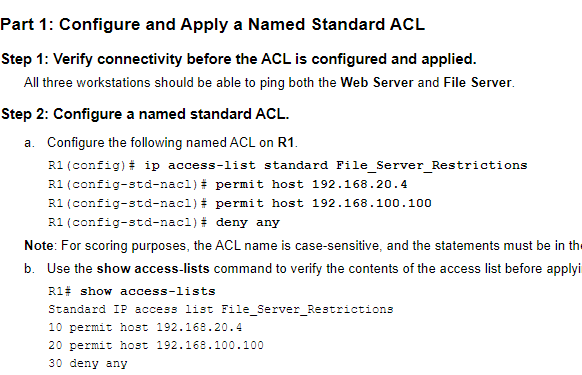 Part 1: Configure and Apply a Named Standard ACL
Step 1: Verify connectivity before the ACL is configured and applied.
All three workstations should be able to ping both the Web Server and File Server.
Step 2: Configure a named standard ACL.
a. Configure the following named ACL on R1.
R1(config)# ip access-list standard File_Server_Restrictions
R1(config-std-nacl)# permit host 192.168.20.4
R1(config-std-nacl)# permit host 192.168.100.100
R1(config-std-nacl)# deny any
Note: For scoring purposes, the ACL name is case-sensitive, and the statements must be in
b. Use the show access-lists command to verify the contents of the access list before
R1# show access-lists
Standard IP access list File_Server_Restrictions
10 permit host 192.168.20.4
20 permit host 192.168.100.100
30 deny any